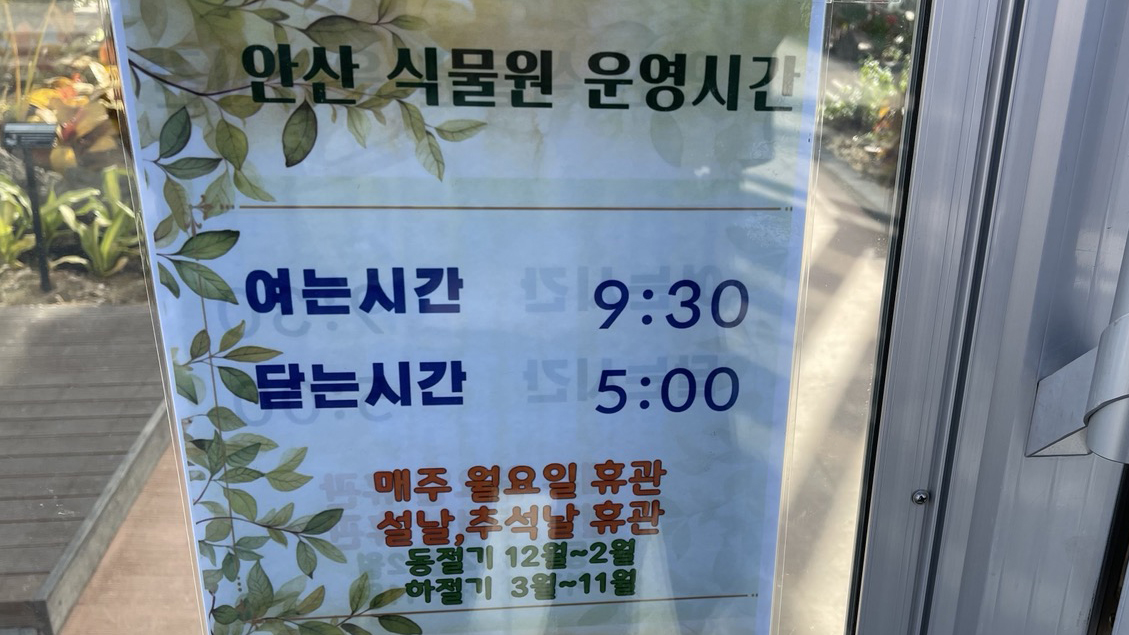 안산 식물원 운영시간
여는시간 9:30
닫는시간 5:00
매주 월요일 휴관
설날,추석날 휴관
동절기 12월~2월
하절기 3월~11월